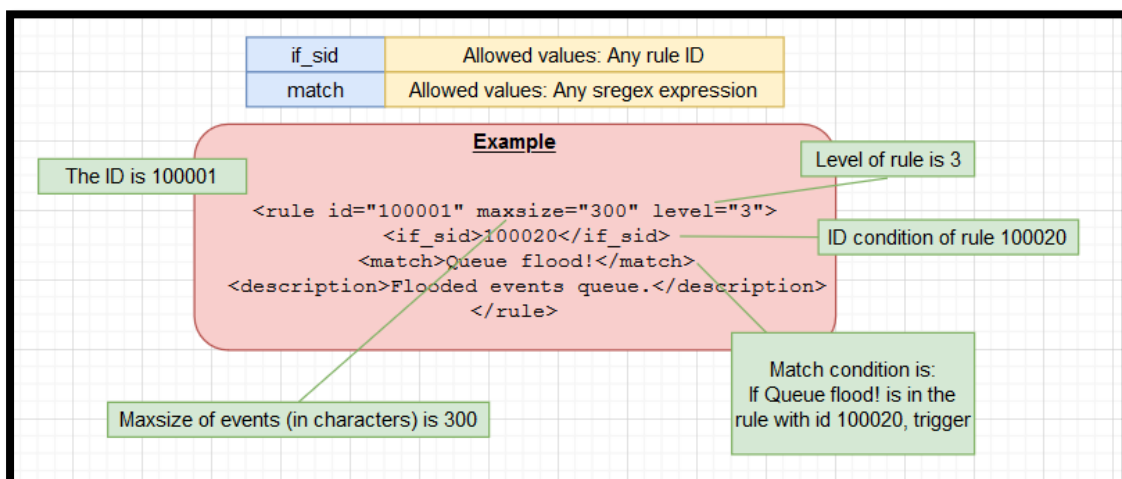 if_sid
Allowed values: Any rule ID
match
Allowed values: Any sregex expression
Example
The ID is 100001
Level of rule is 3
<rule id="100001" maxsize="300" level="3">
<if_sid>100020</if_sid>
ID condition of rule 100020
<match>Queue flood!</match>
<description>Flooded events queue.</description>
</rule>
Match condition is:
If Queue flood! is in the
rule with id 100020, trigger
Maxsize of events (in characters) is 300